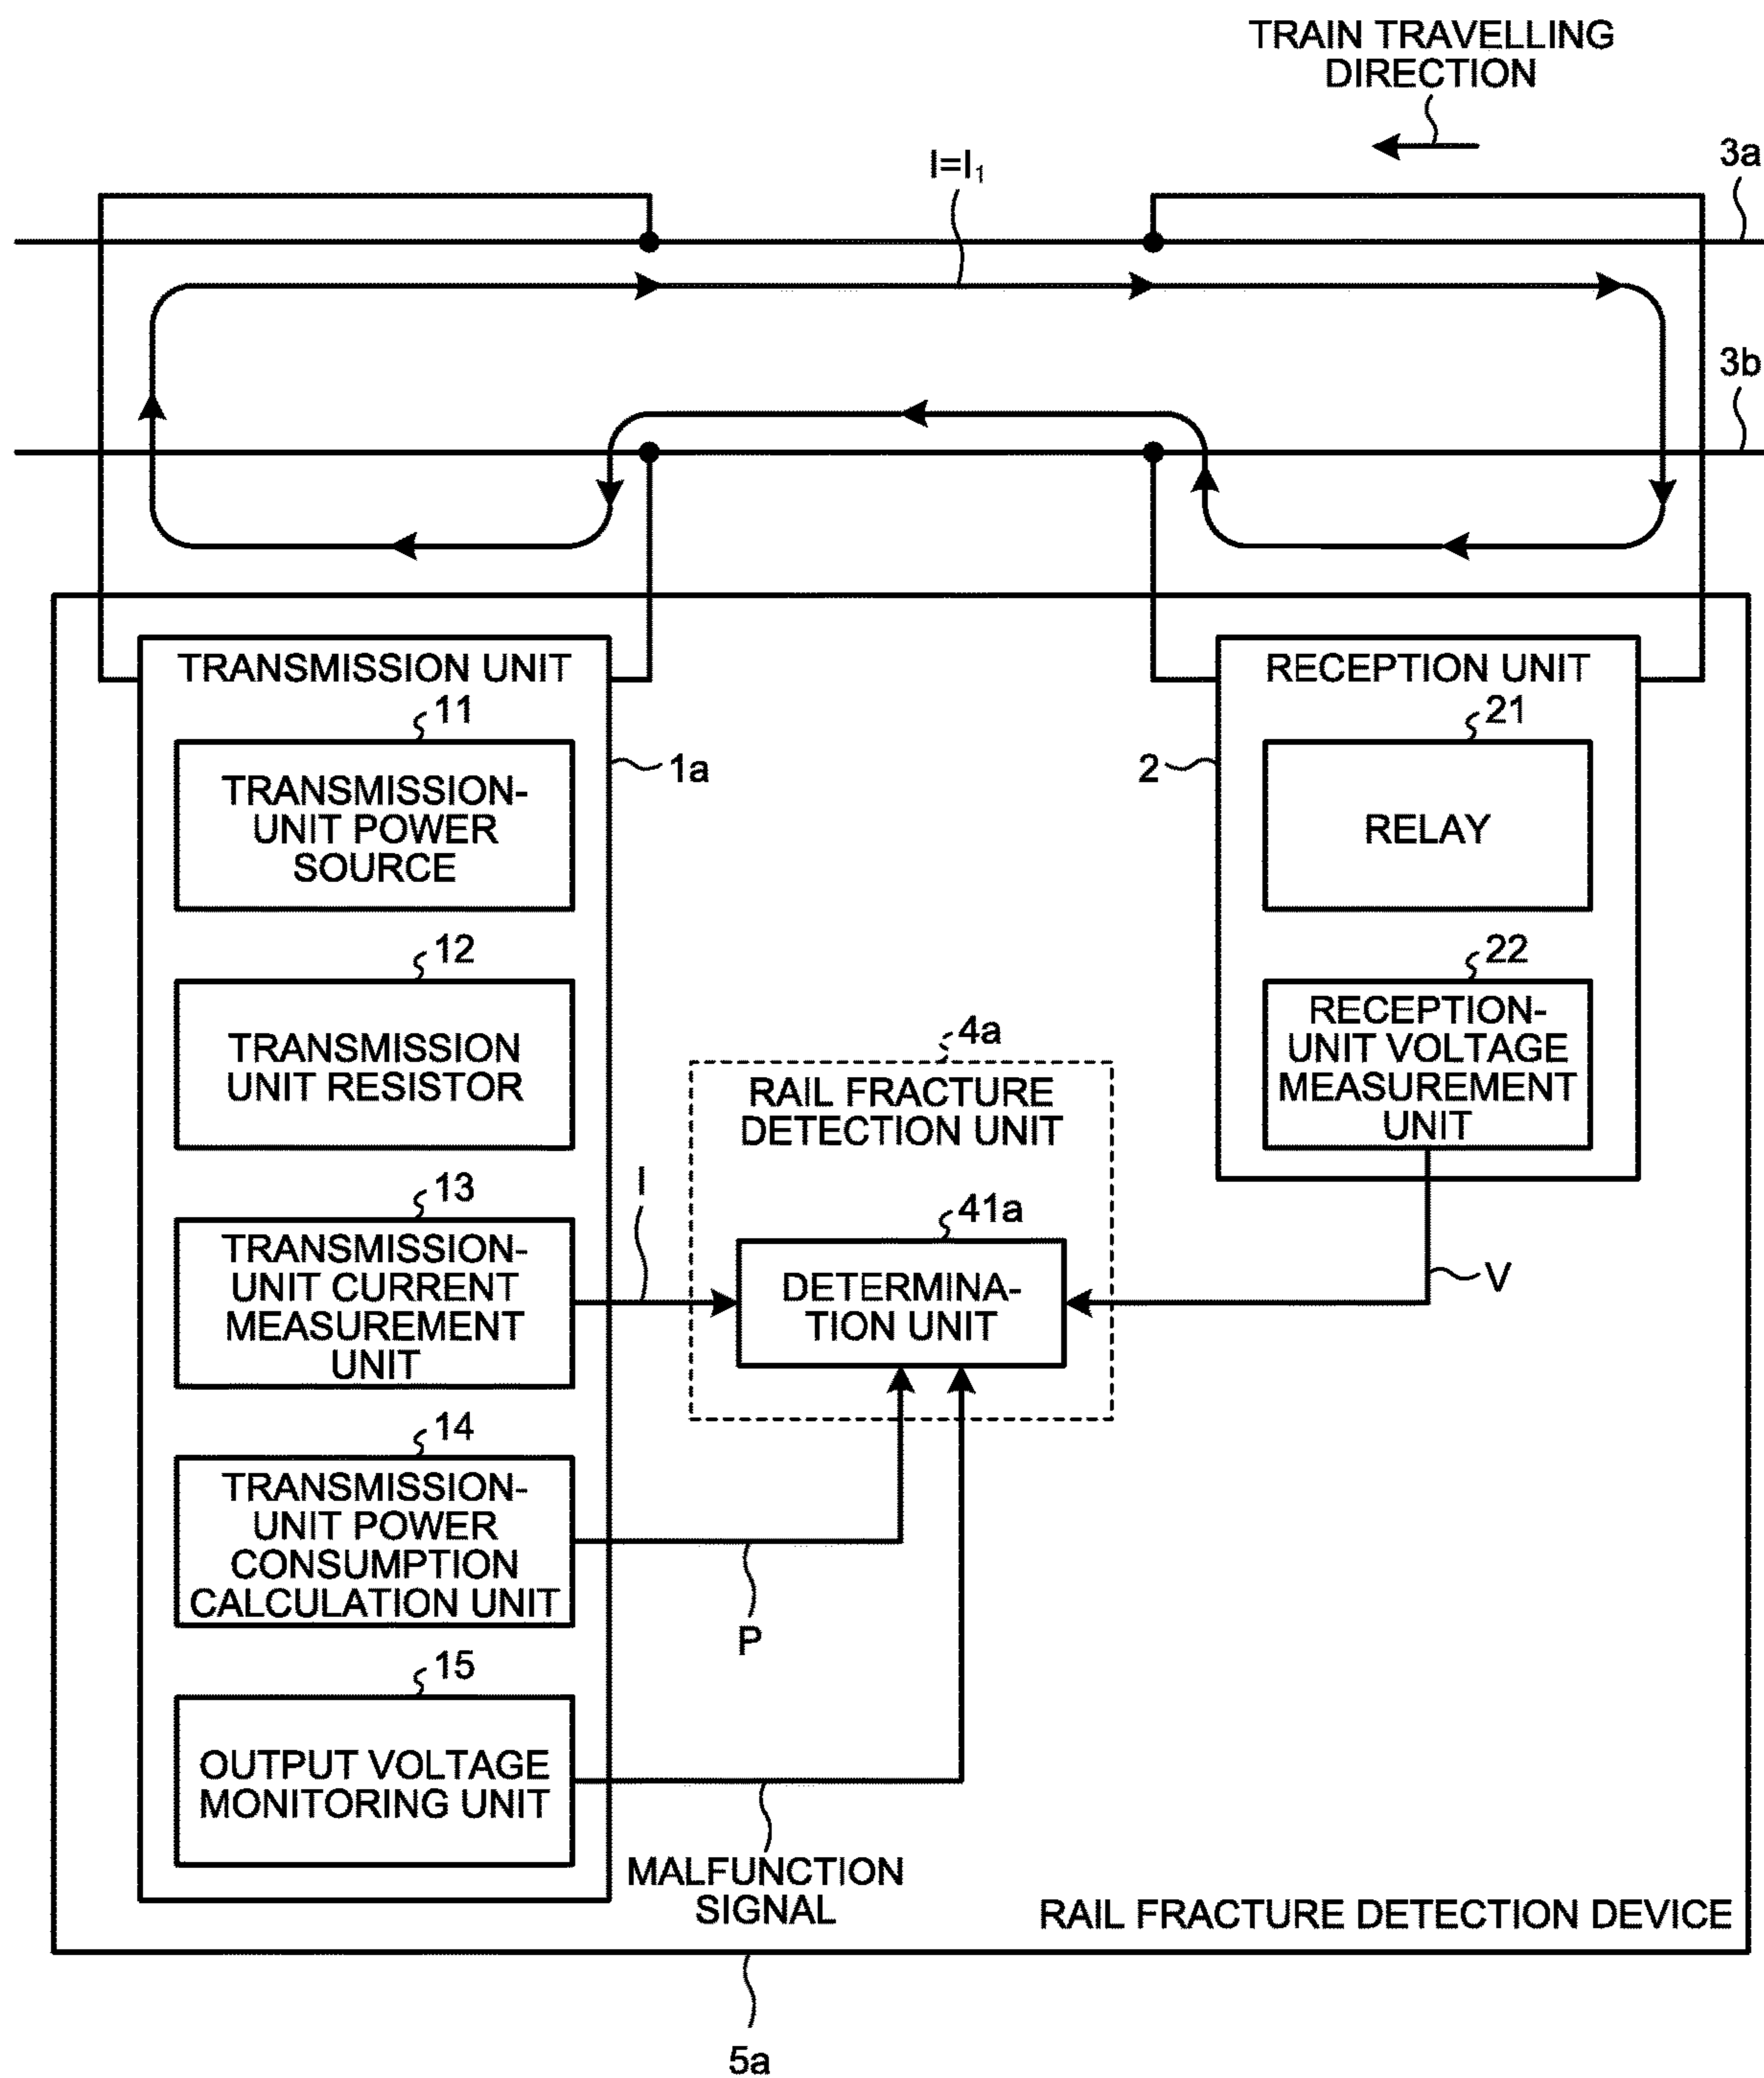 TRAIN TRAVELLING
DIRECTION
I=I₁
3a
3b
TRANSMISSION UNIT
RECEPTION UNIT
11
21
1a
2
TRANSMISSION-
UNIT POWER
SOURCE
RELAY
12
22
TRANSMISSION
UNIT RESISTOR
RECEPTION-
UNIT VOLTAGE
MEASUREMENT
UNIT
4a
RAIL FRACTURE
DETECTION UNIT
13
I
41a
TRANSMISSION-
UNIT CURRENT
MEASUREMENT
UNIT
DETERMINA-
TION UNIT
V
14
TRANSMISSION-
UNIT POWER
CONSUMPTION
CALCULATION UNIT
P
15
OUTPUT VOLTAGE
MONITORING UNIT
MALFUNCTION
SIGNAL
RAIL FRACTURE DETECTION DEVICE
5a